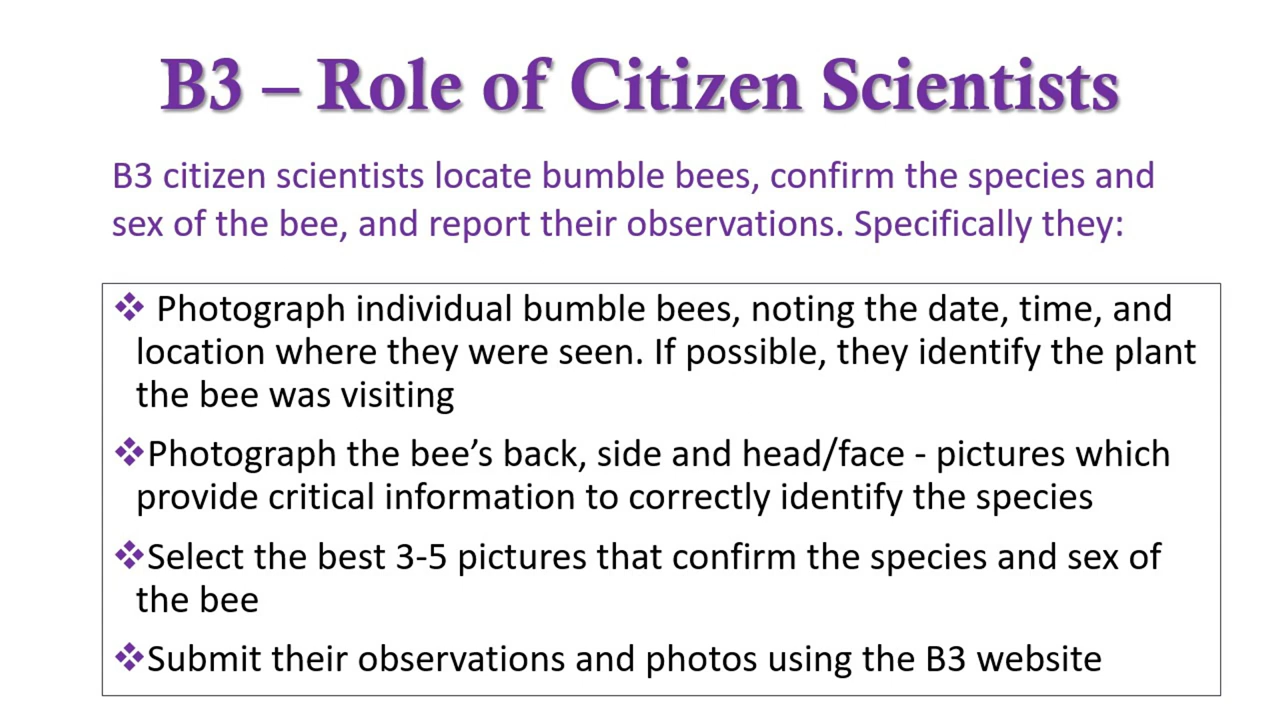 B3 – Role of Citizen Scientists
B3 citizen scientists locate bumble bees, confirm the species and
sex of the bee, and report their observations. Specifically they:
❖ Photograph individual bumble bees, noting the date, time, and
location where they were seen. If possible, they identify the plant
the bee was visiting
❖Photograph the bee’s back, side and head/face - pictures which
provide critical information to correctly identify the species
❖Select the best 3-5 pictures that confirm the species and sex of
the bee
❖Submit their observations and photos using the B3 website